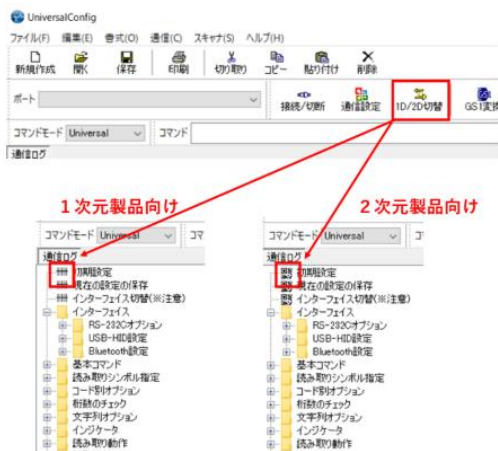 UniversalConfig
ファイル(F) 編集(E) 書式(O) 通信(C) スキャナ(S) ヘルプ(H)
新規作成 開く 保存 印刷 切り取り コピー 貼り付け 削除
ポート 接続/切断 通信設定 1D/2D切替 GS1変換
コマンドモード Universal コマンド
通信ログ
1次元製品向け 2次元製品向け
コマンドモード Universal コマ
通信ログ
初期設定
現在の設定の保存
インターフェイス切替(※注意)
インターフェイス
RS-232Cオプション
USB-HID設定
Bluetooth設定
基本コマンド
読み取りシンボル指定
コード別オプション
桁数のチェック
文字列オプション
インジケータ
読み取り動作
コマンドモード Universal
通信ログ
初期設定
現在の設定の保存
インターフェイス切替(※注意)
インターフェイス
RS-232Cオプション
USB-HID設定
Bluetooth設定
基本コマンド
読み取りシンボル指定
コード別オプション
桁数のチェック
文字列オプション
インジケータ
読み取り動作